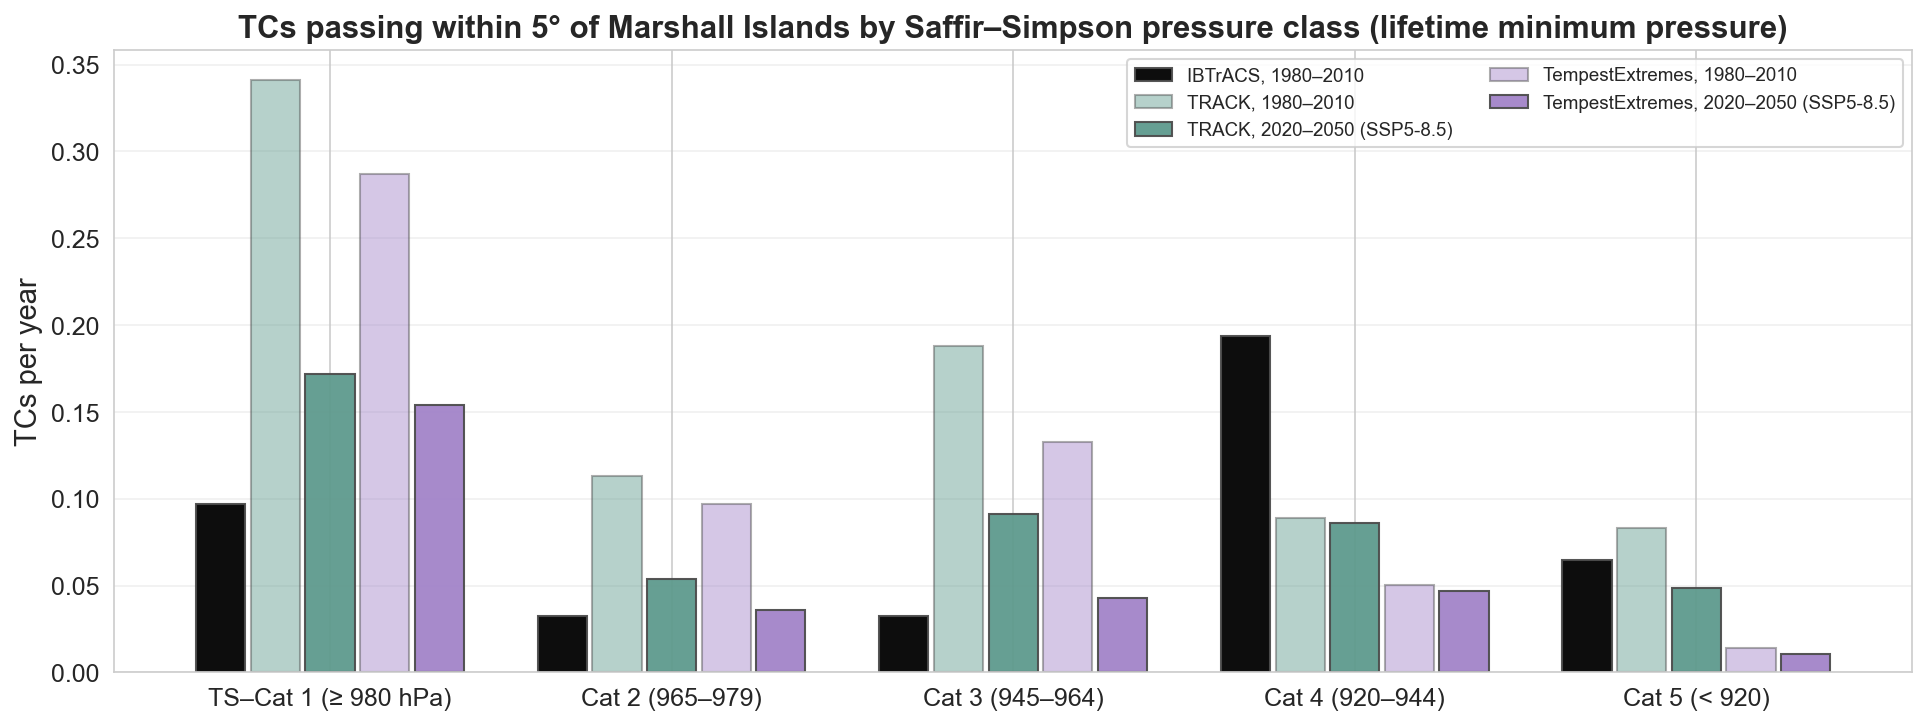 TCs passing within 5° of Marshall Islands by Saffir–Simpson pressure class (lifetime minimum pressure)
IBTrACS, 1980–2010
TRACK, 1980–2010
TRACK, 2020–2050 (SSP5-8.5)
TempestExtremes, 1980–2010
TempestExtremes, 2020–2050 (SSP5-8.5)
TCs per year
0.35
0.30
0.25
0.20
0.15
0.10
0.05
0.00
TS–Cat 1 (≥ 980 hPa)
Cat 2 (965–979)
Cat 3 (945–964)
Cat 4 (920–944)
Cat 5 (< 920)